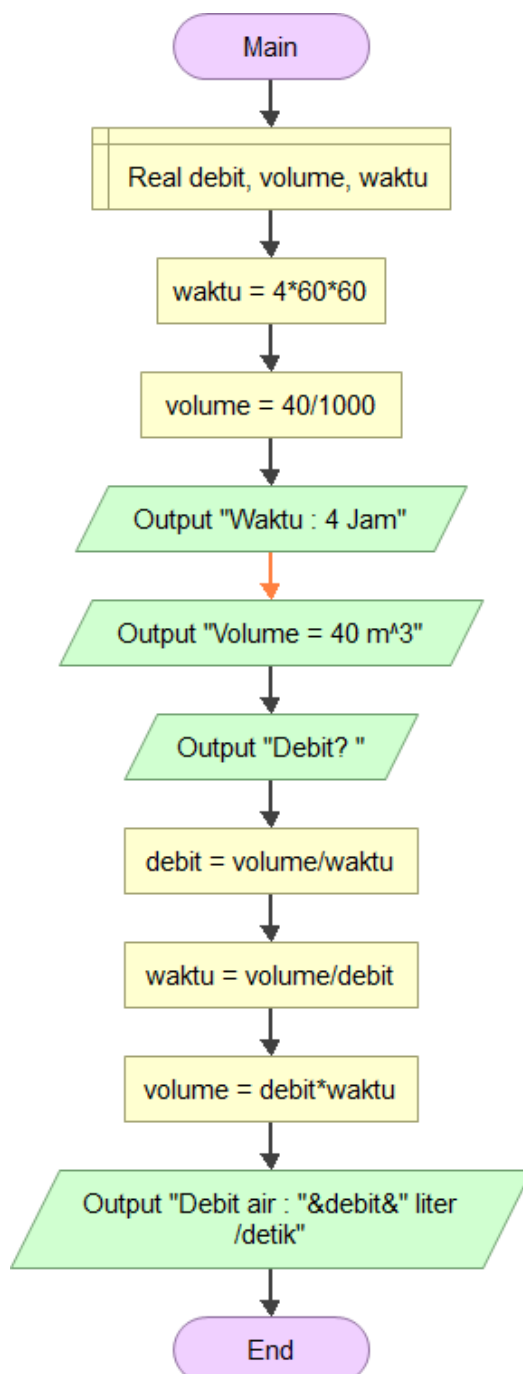 Main
Real debit, volume, waktu
waktu = 4*60*60
volume = 40/1000
Output "Waktu : 4 Jam"
Output "Volume = 40 m^3"
Output "Debit? "
debit = volume/waktu
waktu = volume/debit
volume = debit*waktu
Output "Debit air : "&debit&" liter
/detik"
End